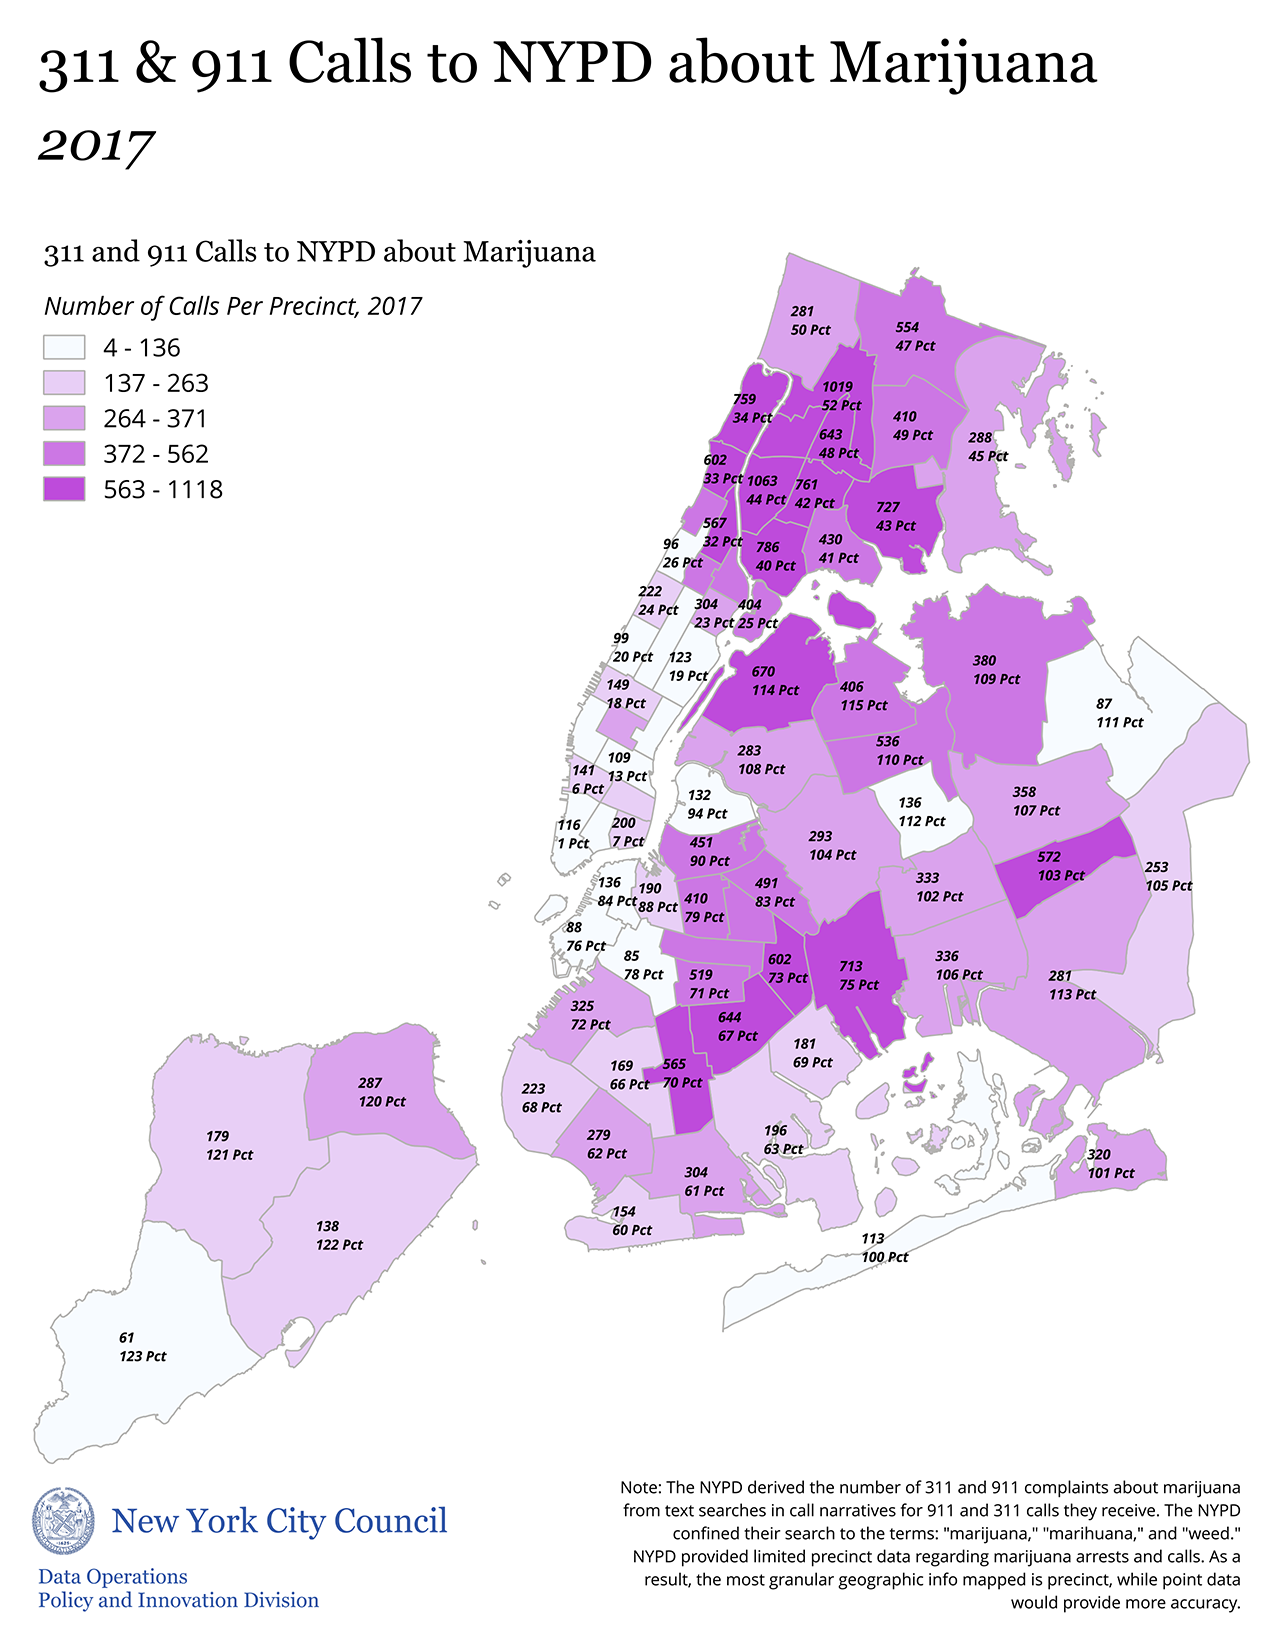 311 & 911 Calls to NYPD about Marijuana
2017
311 and 911 Calls to NYPD about Marijuana
Number of Calls Per Precinct, 2017
4 - 136
137 - 263
264 - 371
372 - 562
563 - 1118
281
50 Pct
554
47 Pct
1019
52 Pct
759
34 Pct
410
49 Pct
643
48 Pct
288
45 Pct
602
33 Pct
1063
44 Pct
761
42 Pct
727
43 Pct
567
32 Pct
96
26 Pct
786
40 Pct
430
41 Pct
222
24 Pct
304
23 Pct
404
25 Pct
99
20 Pct
123
19 Pct
670
114 Pct
406
115 Pct
380
109 Pct
87
111 Pct
149
18 Pct
109
13 Pct
283
108 Pct
536
110 Pct
141
6 Pct
132
94 Pct
136
112 Pct
358
107 Pct
116
1 Pct
200
7 Pct
451
90 Pct
293
104 Pct
572
103 Pct
253
105 Pct
136
84 Pct
190
88 Pct
410
79 Pct
491
83 Pct
333
102 Pct
88
76 Pct
85
78 Pct
519
71 Pct
602
73 Pct
713
75 Pct
336
106 Pct
281
113 Pct
325
72 Pct
644
67 Pct
181
69 Pct
169
66 Pct
565
70 Pct
223
68 Pct
279
62 Pct
196
63 Pct
304
61 Pct
154
60 Pct
320
101 Pct
113
100 Pct
287
120 Pct
179
121 Pct
138
122 Pct
61
123 Pct
Note: The NYPD derived the number of 311 and 911 complaints about marijuana
from text searches in call narratives for 911 and 311 calls they receive. The NYPD
confined their search to the terms: "marijuana," "marihuana," and "weed."
NYPD provided limited precinct data regarding marijuana arrests and calls. As a
result, the most granular geographic info mapped is precinct, while point data
would provide more accuracy.
New York City Council
Data Operations
Policy and Innovation Division